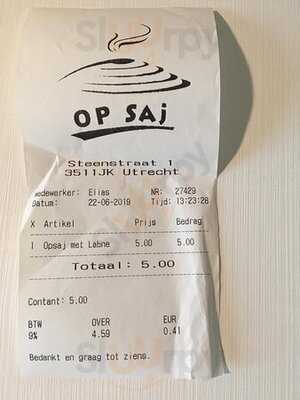 OP SAj
Steenstraat 1
3511JK Utrecht
Medewerker: Elias NR: 27429
Datum: 22-06-2019 Tijd: 13:23:28
X Artikel Prijs Bedrag
1 Opsaj met Labne 5.00 5.00
Totaal: 5.00
Contant: 5.00
BTW OVER EUR
9% 4.59 0.41
Bedankt en graag tot ziens.